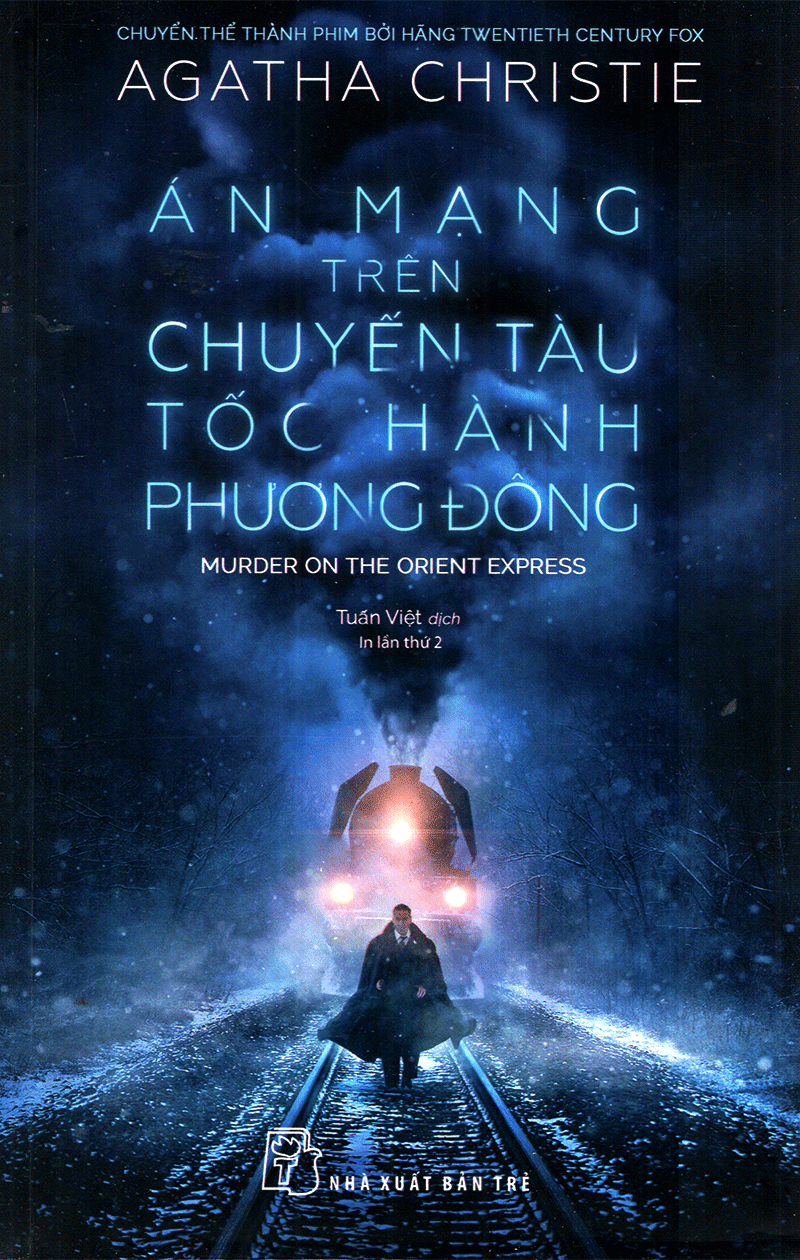 CHUYỂN THỂ THÀNH PHIM BỞI HÃNG TWENTIETH CENTURY FOX
AGATHA CHRISTIE
ÁN MẠNG
TRÊN
CHUYẾN TÀU
TỐC HÀNH
PHƯƠNG ĐÔNG
MURDER ON THE ORIENT EXPRESS
Tuấn Việt dịch
In lần thứ 2
T
NHÀ XUẤT BẢN TRẺ